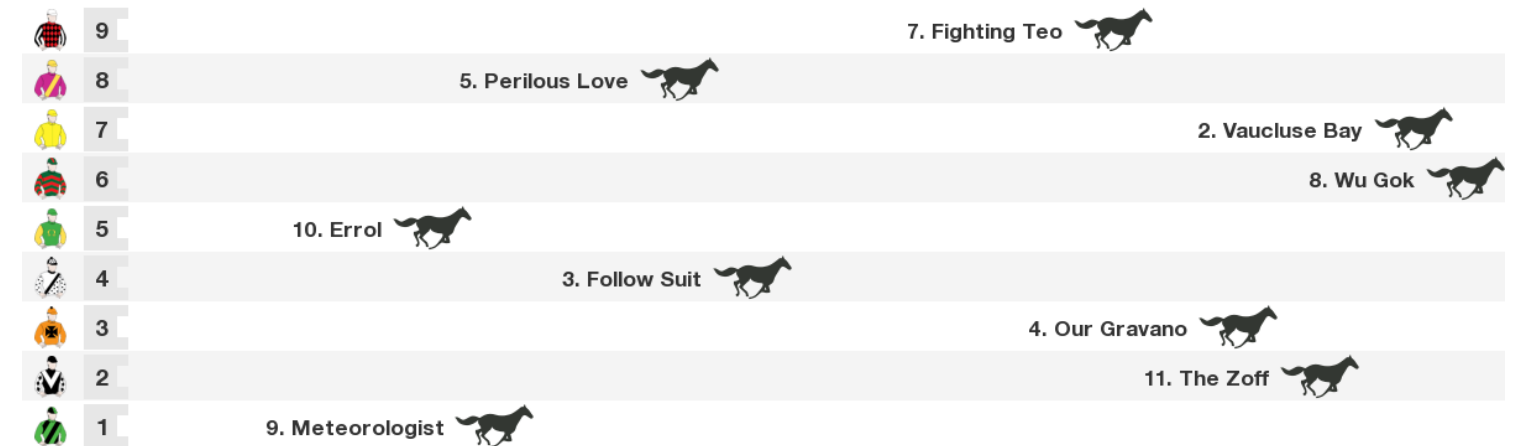 9 7. Fighting Teo
8 5. Perilous Love
7 2. Vaucluse Bay
6 8. Wu Gok
5 10. Errol
4 3. Follow Suit
3 4. Our Gravano
2 11. The Zoff
1 9. Meteorologist